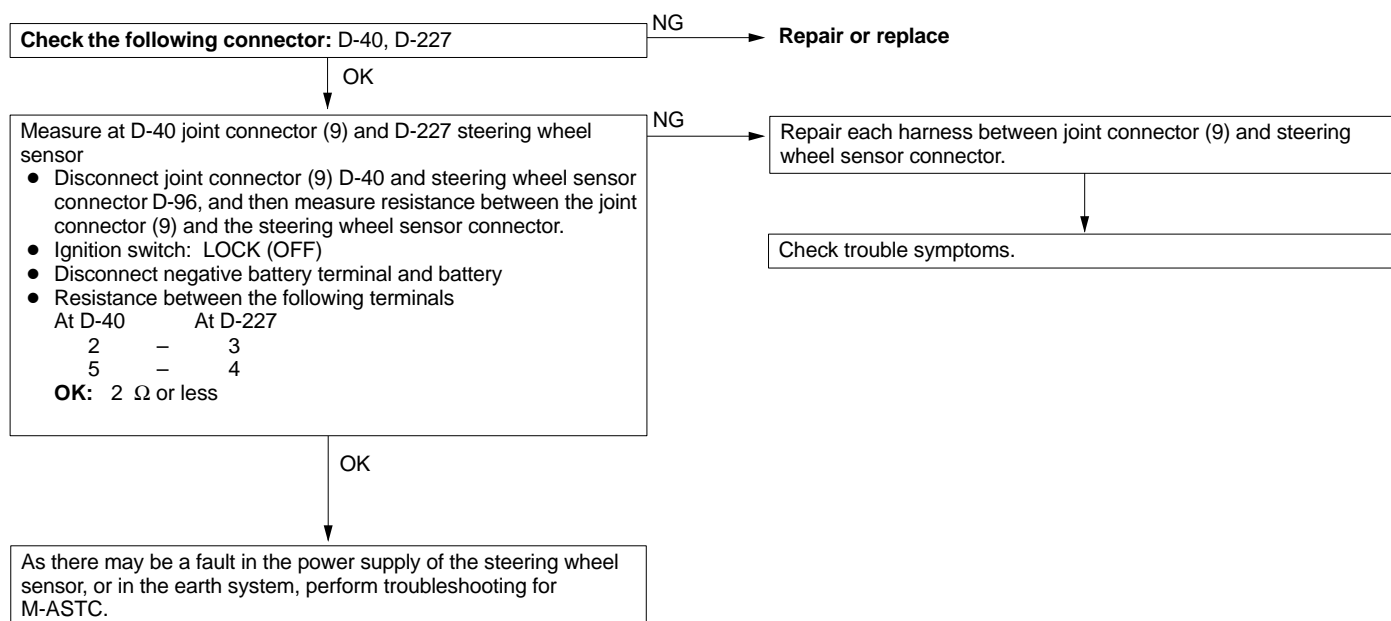 Check the following connector: D-40, D-227
NG
Repair or replace
OK
Measure at D-40 joint connector (9) and D-227 steering wheel
sensor
● Disconnect joint connector (9) D-40 and steering wheel sensor
connector D-96, and then measure resistance between the joint
connector (9) and the steering wheel sensor connector.
● Ignition switch: LOCK (OFF)
● Disconnect negative battery terminal and battery
● Resistance between the following terminals
At D-40 At D-227
2 – 3
5 – 4
OK: 2 Ω or less
NG
Repair each harness between joint connector (9) and steering
wheel sensor connector.
Check trouble symptoms.
OK
As there may be a fault in the power supply of the steering wheel
sensor, or in the earth system, perform troubleshooting for
M-ASTC.